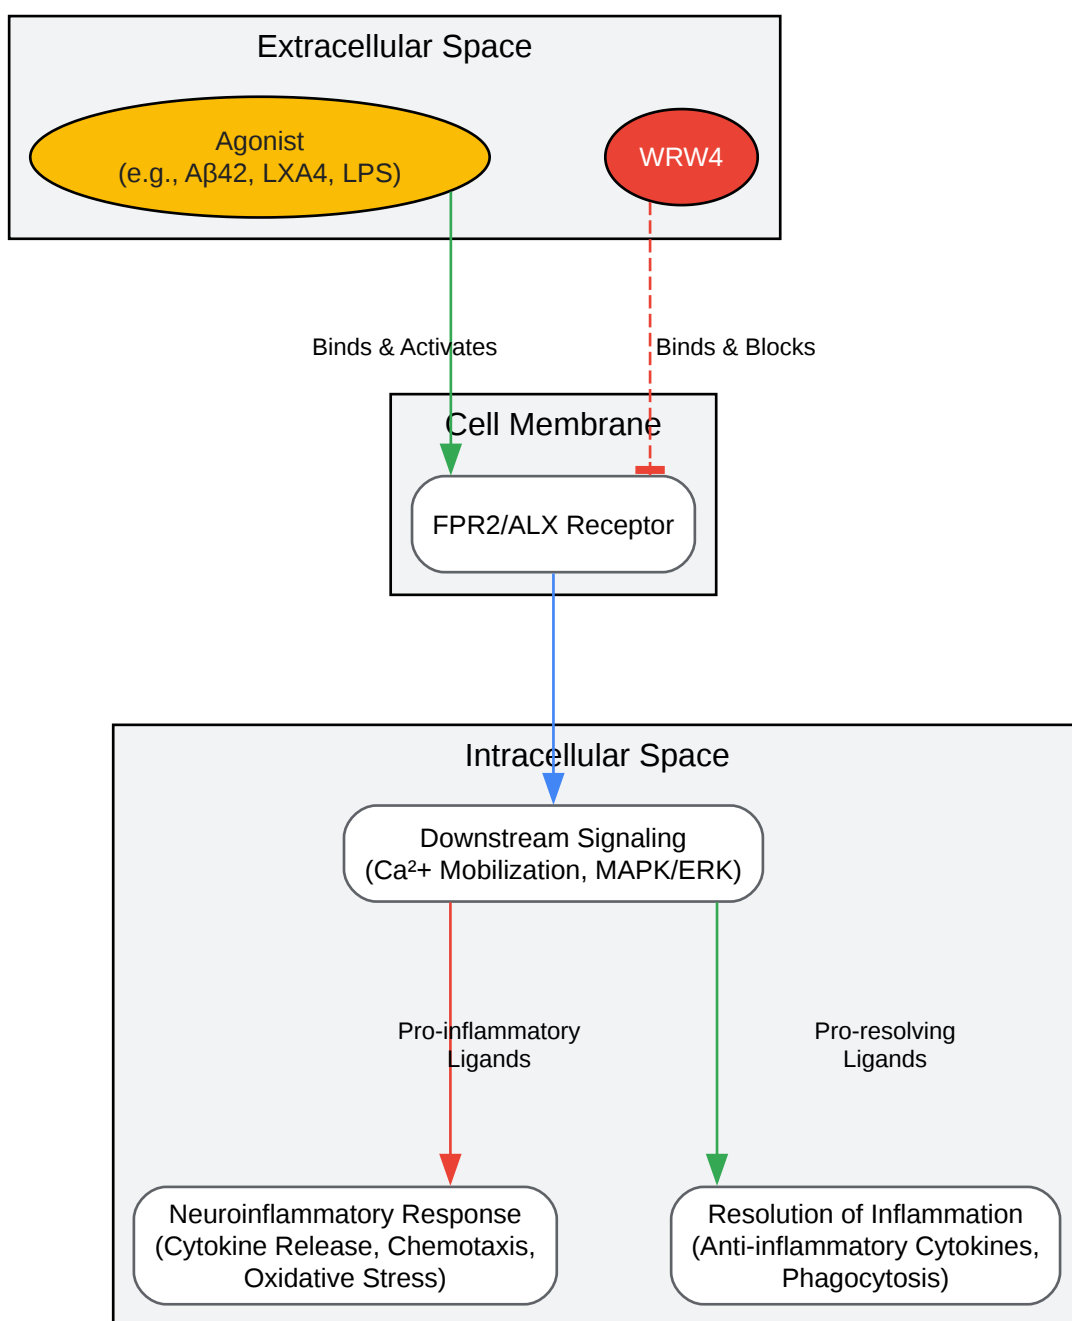 Extracellular Space
Agonist
(e.g., Aβ42, LXA4, LPS)
WRW4
Binds & Activates
Binds & Blocks
Cell Membrane
FPR2/ALX Receptor
Intracellular Space
Downstream Signaling
(Ca²+ Mobilization, MAPK/ERK)
Pro-inflammatory
Ligands
Pro-resolving
Ligands
Neuroinflammatory Response
(Cytokine Release, Chemotaxis,
Oxidative Stress)
Resolution of Inflammation
(Anti-inflammatory Cytokines,
Phagocytosis)